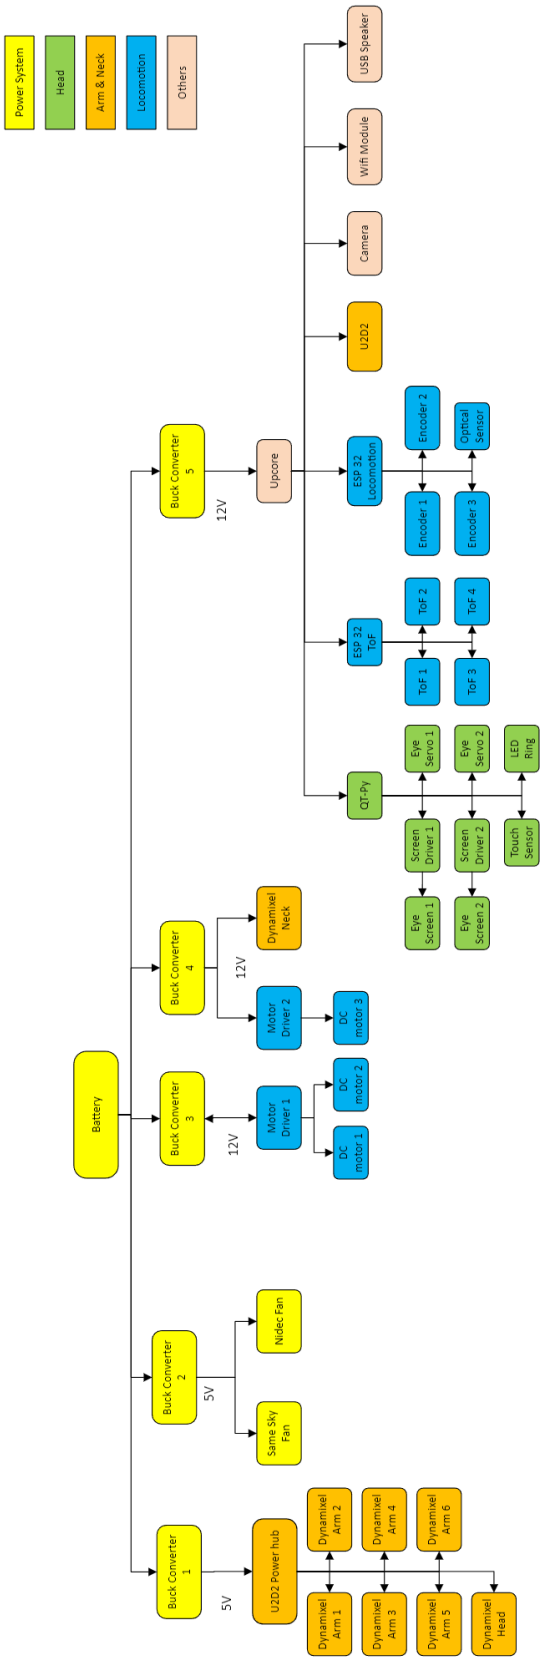 Power System
Head
Arm & Neck
Locomotion
Others
Battery
Buck Converter
1
Buck Converter
2
Buck Converter
3
Buck Converter
4
Buck Converter
5
5V
5V
12V
12V
12V
U2D2 Power hub
Same Sky
Fan
Nidec Fan
Motor
Driver 1
Motor
Driver 2
Dynamixel
Neck
Upcore
Dynamixel
Arm 1
Dynamixel
Arm 2
Dynamixel
Arm 3
Dynamixel
Arm 4
Dynamixel
Arm 5
Dynamixel
Arm 6
Dynamixel
Head
DC
motor 1
DC
motor 2
DC
motor 3
QT-Py
ESP 32
ToF
ESP 32
Locomotion
U2D2
Camera
Wifi Module
USB Speaker
Eye
Screen 1
Screen
Driver 1
Eye
Servo 1
Eye
Screen 2
Screen
Driver 2
Eye
Servo 2
Touch
Sensor
LED
Ring
ToF 1
ToF 2
ToF 3
ToF 4
Encoder 1
Encoder 2
Encoder 3
Optical
Sensor